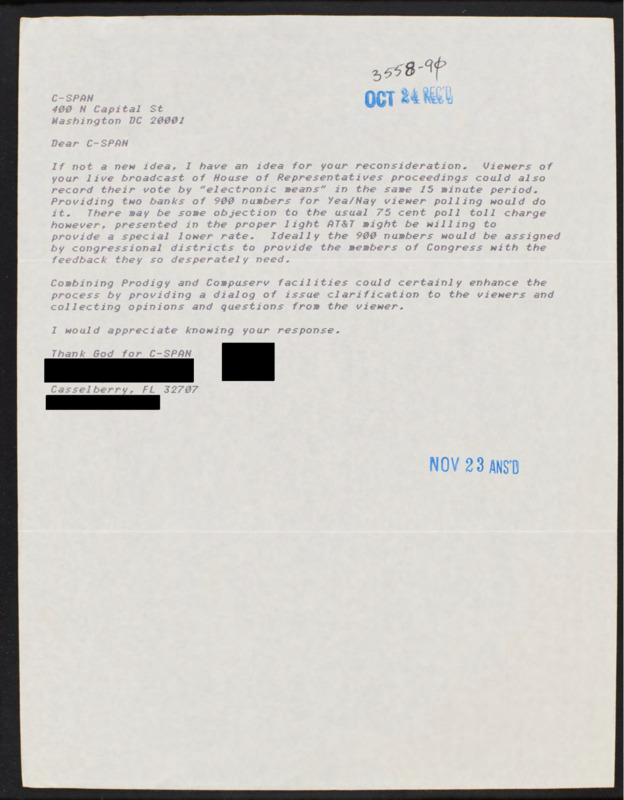 3558-90
OCT 24 REC'D
C-SPAN
400 N Capital St
Washington DC 20001
Dear C-SPAN
If not a new idea, I have an idea for your reconsideration. Viewers of
your live broadcast of House of Representatives proceedings could also
record their vote by "electronic means" in the same 15 minute period.
Providing two banks of 900 numbers for Yea/Nay viewer polling would do
it. There may be some objection to the usual 75 cent poll toll charge
however, presented in the proper light AT&T might be willing to
provide a special lower rate. Ideally the 900 numbers would be assigned
by congressional districts to provide the members of Congress with the
feedback they so desperately need.
Combining Prodigy and Compuserv facilities could certainly enhance the
process by providing a dialog of issue clarification to the viewers and
collecting opinions and questions from the viewer.
I would appreciate knowing your response.
Thank God for C-SPAN
Casselberry, FL 32707
NOV 23 ANS'D